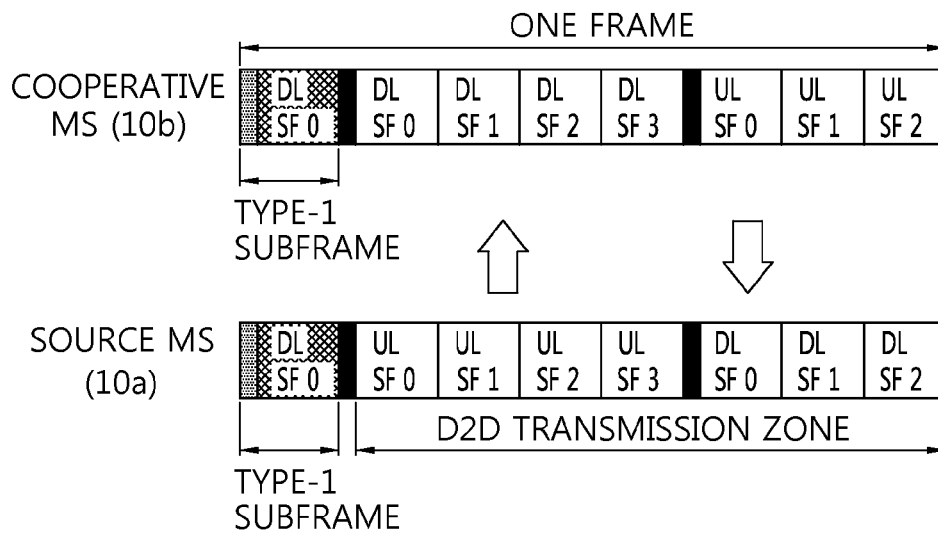 ONE FRAME
COOPERATIVE
MS (10b)
DL DL DL DL DL UL UL UL
SF 0 SF 0 SF 1 SF 2 SF 3 SF 0 SF 1 SF 2
TYPE-1
SUBFRAME
SOURCE MS
(10a)
DL UL UL UL UL DL DL DL
SF 0 SF 0 SF 1 SF 2 SF 3 SF 0 SF 1 SF 2
D2D TRANSMISSION ZONE
TYPE-1
SUBFRAME